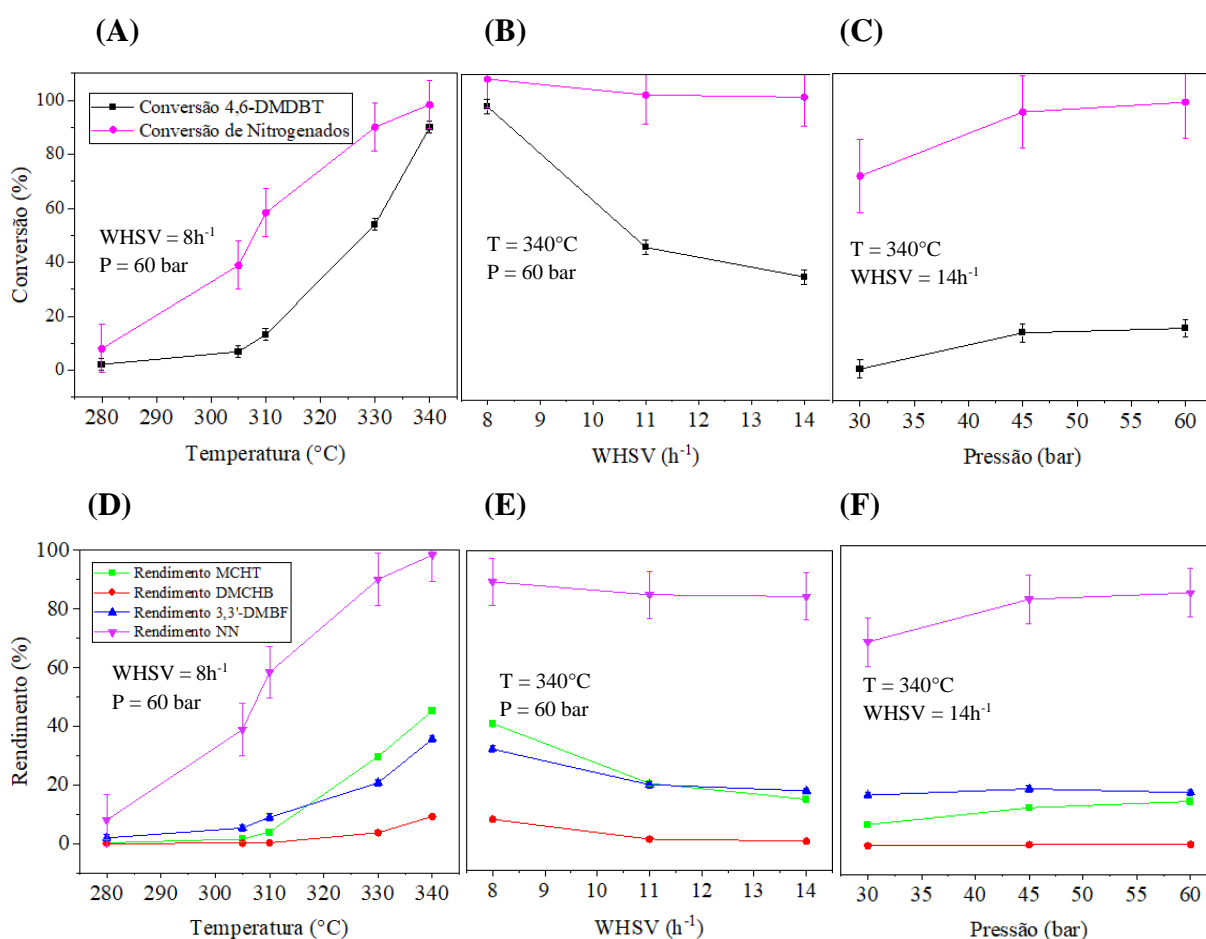 (A)
(B)
(C)
Conversão 4,6-DMDBT
Conversão de Nitrogenados
WHSV = 8h⁻¹
P = 60 bar
Conversão (%)
100
80
60
40
20
0
280 290 300 310 320 330 340
Temperatura (°C)
T = 340°C
P = 60 bar
8 9 10 11 12 13 14
WHSV (h⁻¹)
T = 340°C
WHSV = 14h⁻¹
30 35 40 45 50 55 60
Pressão (bar)
(D)
(E)
(F)
Rendimento MCHT
Rendimento DMCHB
Rendimento 3,3'-DMBF
Rendimento NN
WHSV = 8h⁻¹
P = 60 bar
Rendimento (%)
100
80
60
40
20
0
280 290 300 310 320 330 340
Temperatura (°C)
T = 340°C
P = 60 bar
8 9 10 11 12 13 14
WHSV (h⁻¹)
T = 340°C
WHSV = 14h⁻¹
30 35 40 45 50 55 60
Pressão (bar)